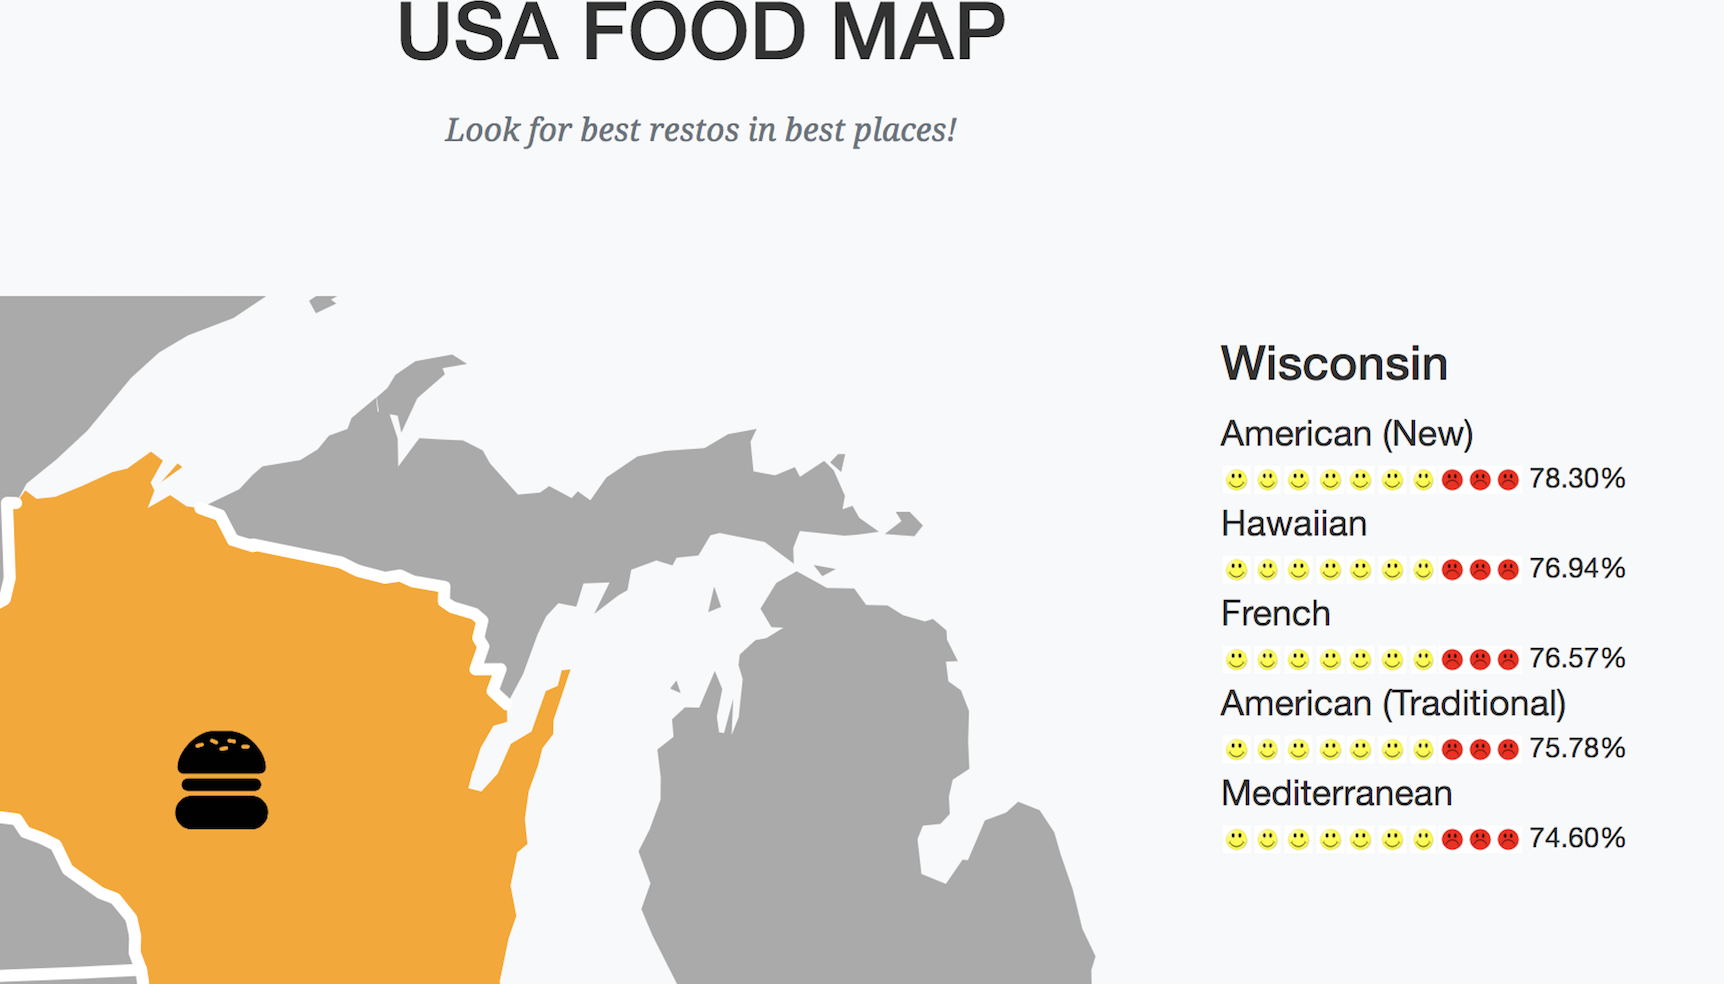 USA FOOD MAP
Look for best restos in best places!
Wisconsin
American (New)
78.30%
Hawaiian
76.94%
French
76.57%
American (Traditional)
75.78%
Mediterranean
74.60%